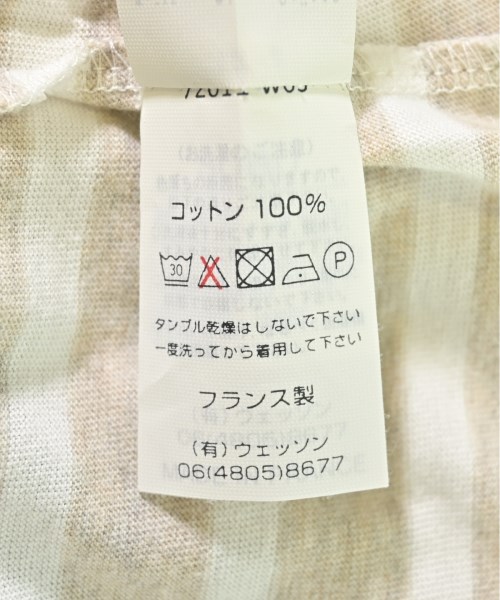 コットン 100%
30
P
タンブル乾燥はしないで下さい
一度洗ってから着用して下さい
フランス製
(有) ウェッソン
06(4805)8677